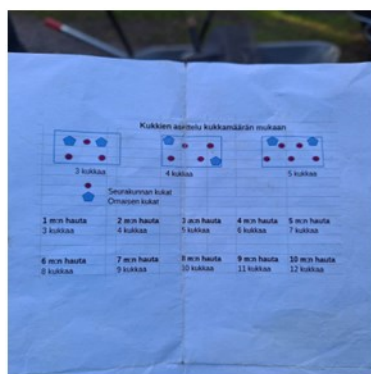 Kukkien asettelu kukkamäärän mukaan
3 kukkaa 4 kukkaa 5 kukkaa
Seurakunnan kukat
Omaisen kukat
1 m:n hauta 2 m:n hauta 3 m:n hauta 4 m:n hauta 5 m:n hauta
3 kukkaa 4 kukkaa 5 kukkaa 6 kukkaa 7 kukkaa
6 m:n hauta 7 m:n hauta 8 m:n hauta 9 m:n hauta 10 m:n hauta
8 kukkaa 9 kukkaa 10 kukkaa 11 kukkaa 12 kukkaa